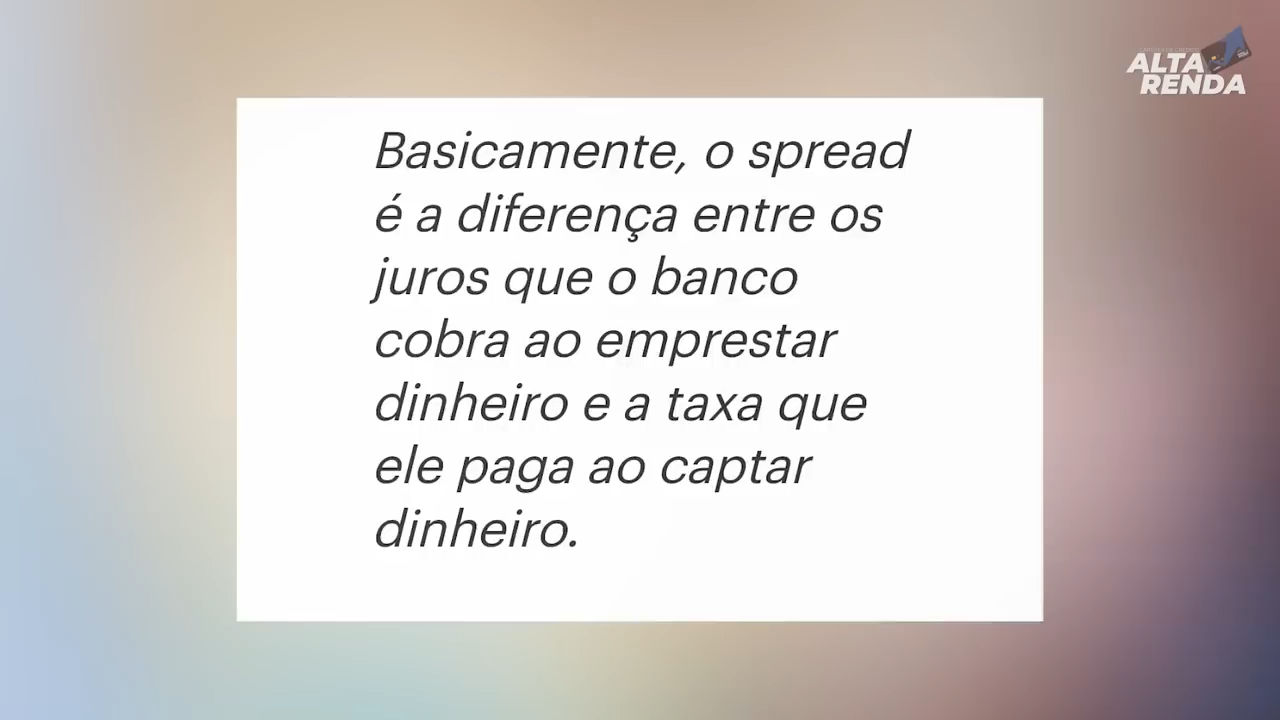 ALTA
RENDA
Basicamente, o spread
é a diferença entre os
juros que o banco
cobra ao emprestar
dinheiro e a taxa que
ele paga ao captar
dinheiro.